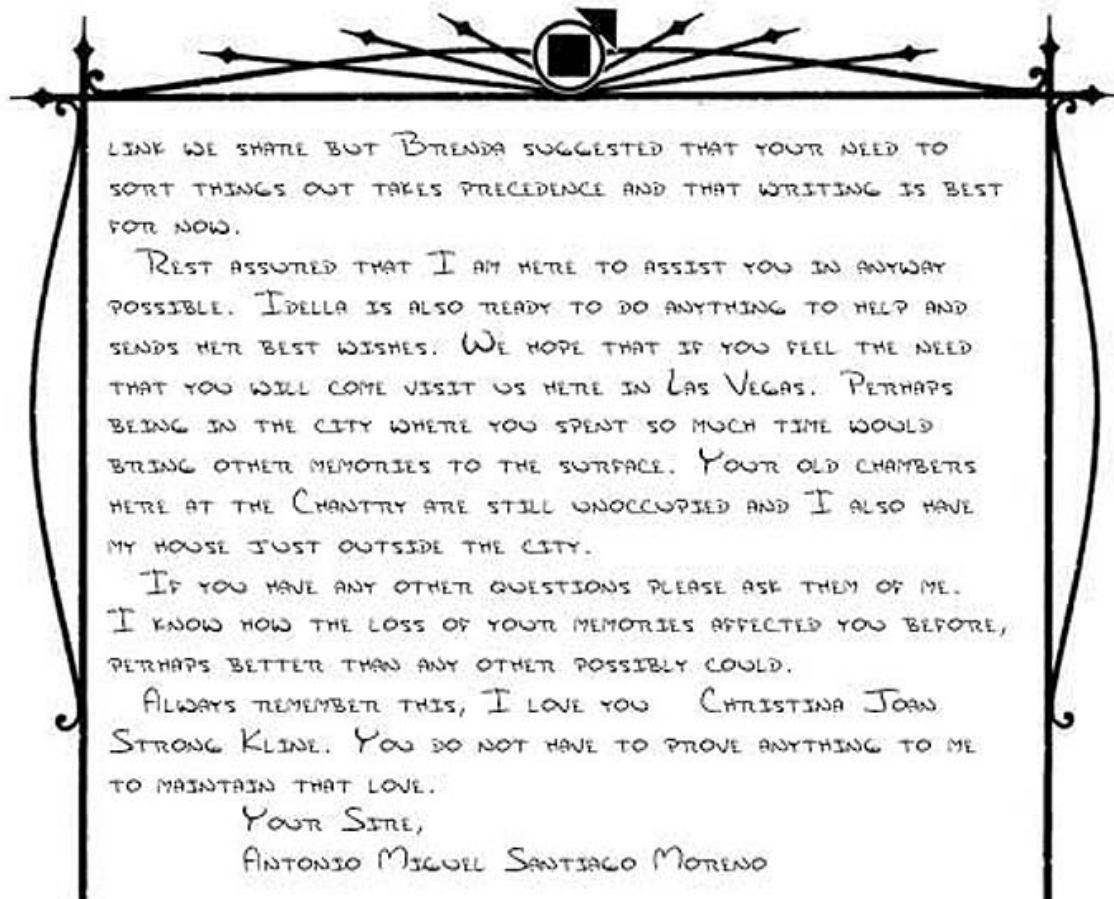 LINK WE SHARE BUT BRENDA SUGGESTED THAT YOUR NEED TO
SORT THINGS OUT TAKES PRECEDENCE AND THAT WRITING IS BEST
FOR NOW.
REST ASSURED THAT I AM HERE TO ASSIST YOU IN ANYWAY
POSSIBLE. IDELLA IS ALSO READY TO DO ANYTHING TO HELP AND
SENDS HER BEST WISHES. WE HOPE THAT IF YOU FEEL THE NEED
THAT YOU WILL COME VISIT US HERE IN LAS VEGAS. PERHAPS
BEING IN THE CITY WHERE YOU SPENT SO MUCH TIME WOULD
BRING OTHER MEMORIES TO THE SURFACE. YOUR OLD CHAMBERS
HERE AT THE CHANTRY ARE STILL UNOCCUPIED AND I ALSO HAVE
MY HOUSE JUST OUTSIDE THE CITY.
IF YOU HAVE ANY OTHER QUESTIONS PLEASE ASK THEM OF ME.
I KNOW HOW THE LOSS OF YOUR MEMORIES AFFECTED YOU BEFORE,
PERHAPS BETTER THAN ANY OTHER POSSIBLY COULD.
ALWAYS REMEMBER THIS, I LOVE YOU CHRISTINA JOAN
STRONG KLINE. YOU DO NOT HAVE TO PROVE ANYTHING TO ME
TO MAINTAIN THAT LOVE.
YOUR SIRE,
ANTONIO MIGUEL SANTIAGO MORENO